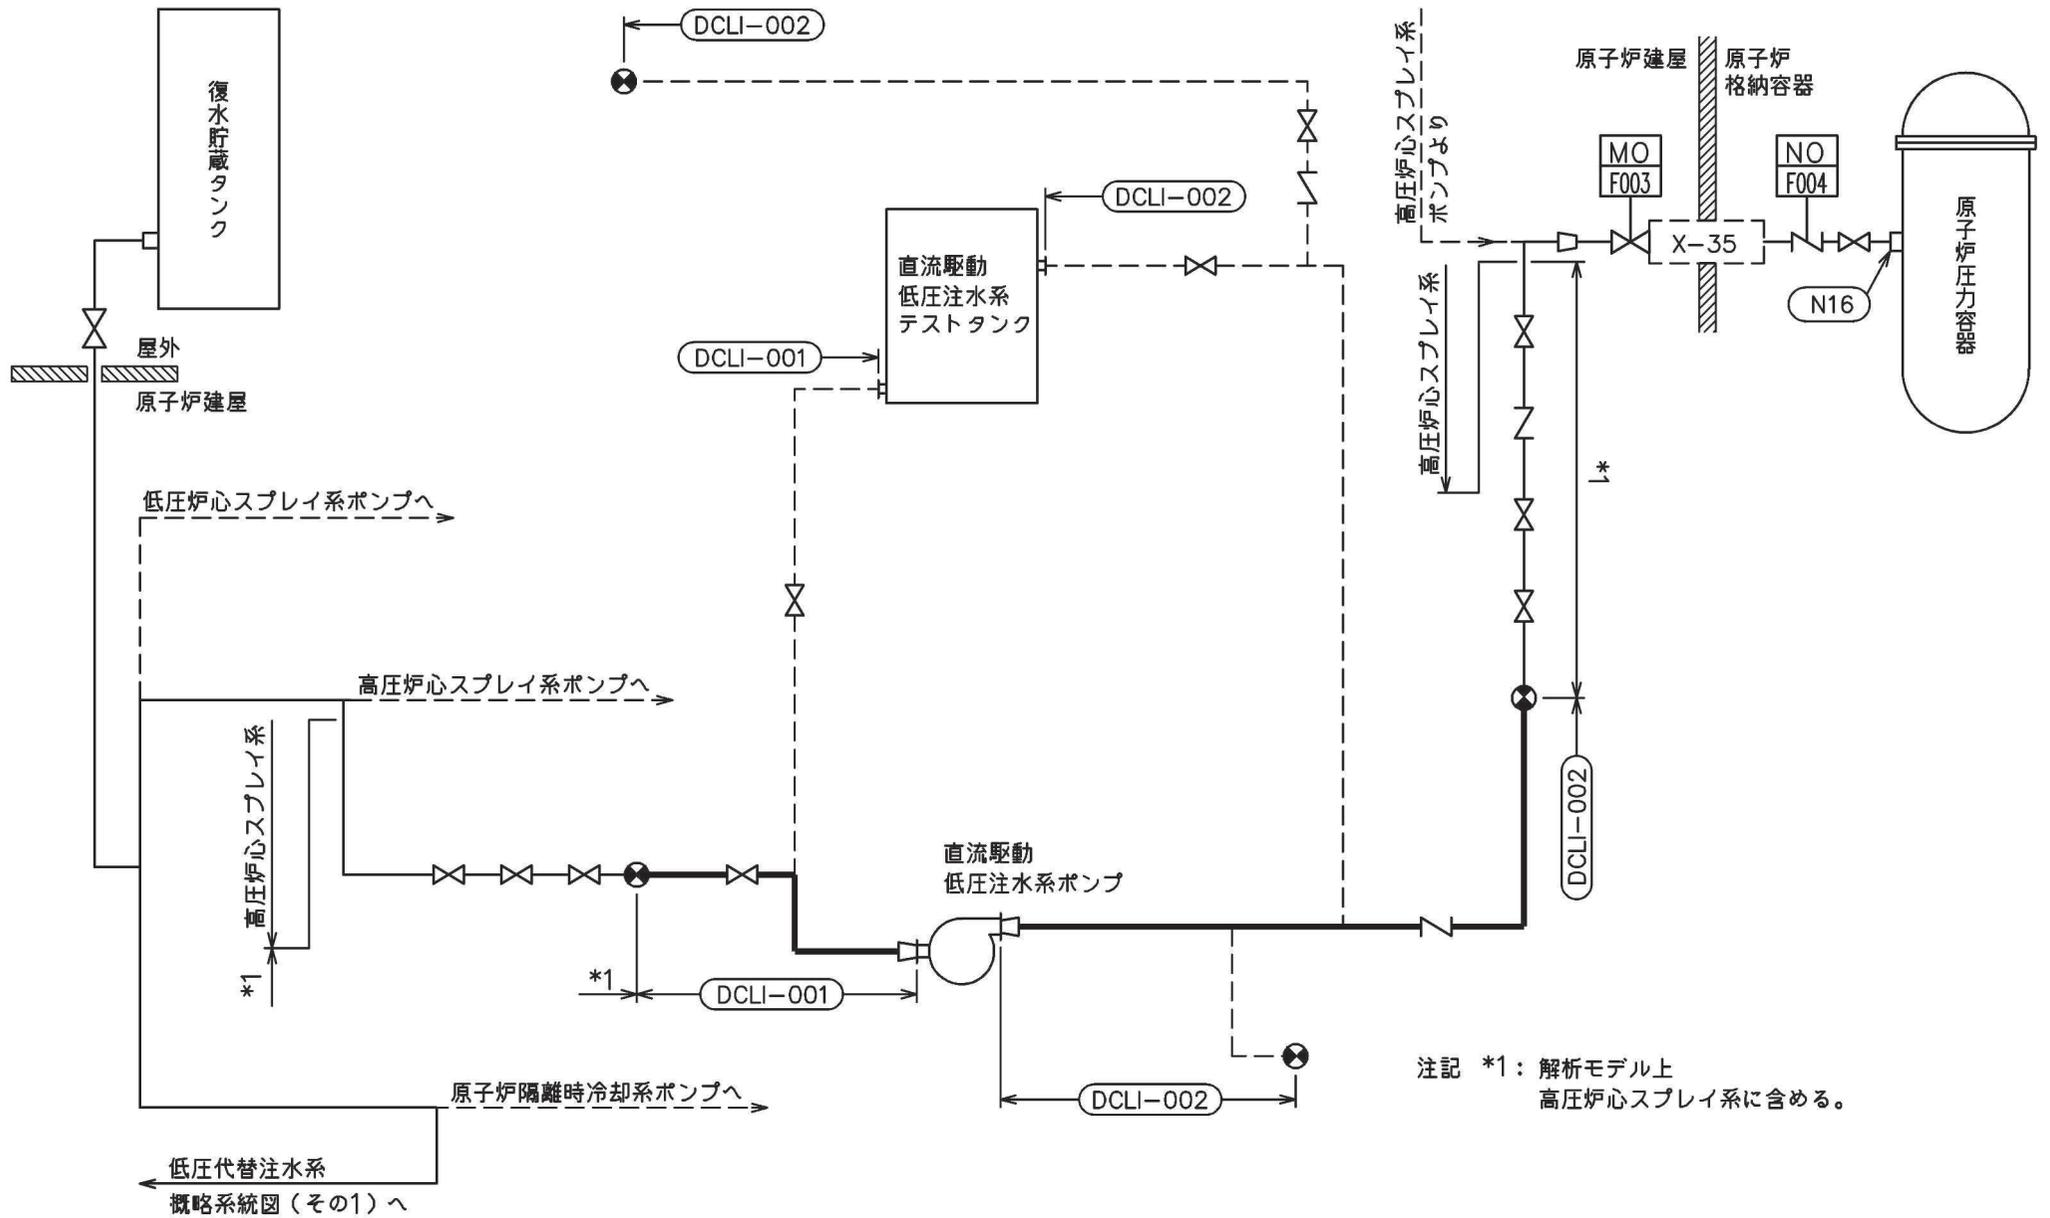 DCLI-002
復水貯蔵タンク
高圧炉心スプレイ系
ポンプより
原子炉建屋
原子炉
格納容器
MO
F003
NO
F004
X-35
N16
原子炉圧力容器
DCLI-002
直流駆動
低圧注水系
テストタンク
DCLI-001
屋外
原子炉建屋
高圧炉心スプレイ系
*1
低圧炉心スプレイ系ポンプへ
高圧炉心スプレイ系ポンプへ
高圧炉心スプレイ系
*1
DCLI-002
直流駆動
低圧注水系ポンプ
*1
DCLI-001
DCLI-002
注記 *1:解析モデル上
高圧炉心スプレイ系に含める。
原子炉隔離時冷却系ポンプへ
低圧代替注水系
概略系統図(その1)へ